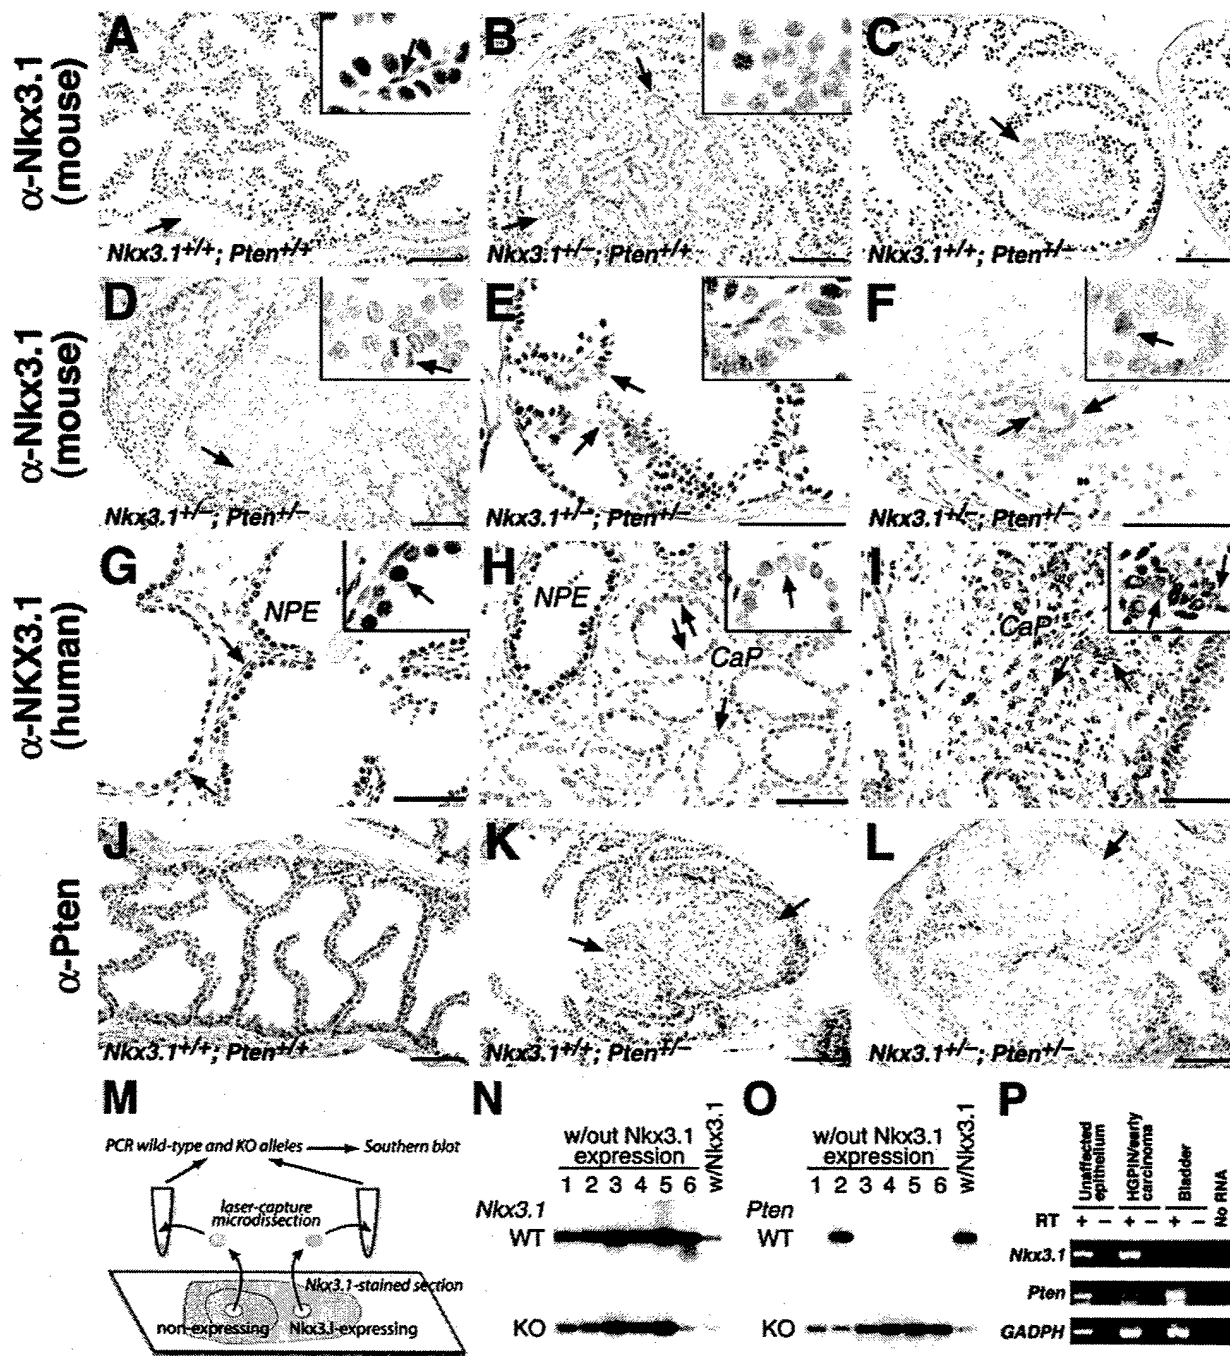 α-Nkx3.1
(mouse)
A
Nkx3.1+/+; Pten+/+
B
Nkx3.1+/–; Pten+/+
C
Nkx3.1+/+; Pten+/–
α-Nkx3.1
(mouse)
D
Nkx3.1+/–; Pten+/–
E
Nkx3.1+/–; Pten+/–
F
Nkx3.1+/–; Pten+/–
α-NKX3.1
(human)
G
NPE
H
NPE
CaP
I
CaP
α-Pten
J
Nkx3.1+/+; Pten+/+
K
Nkx3.1+/+; Pten+/–
L
Nkx3.1+/–; Pten+/–
M
PCR wild-type and KO alleles
Southern blot
laser-capture
microdissection
Nkx3.1-stained section
non-expressing
Nkx3.1-expressing
N
w/out Nkx3.1
expression
w/Nkx3.1
1 2 3 4 5 6
Nkx3.1
WT
KO
O
w/out Nkx3.1
expression
w/Nkx3.1
1 2 3 4 5 6
Pten
WT
KO
P
Unaffected
epithelium
HGPIN/early
carcinoma
Bladder
No RNA
RT + – + – + –
Nkx3.1
Pten
GADPH